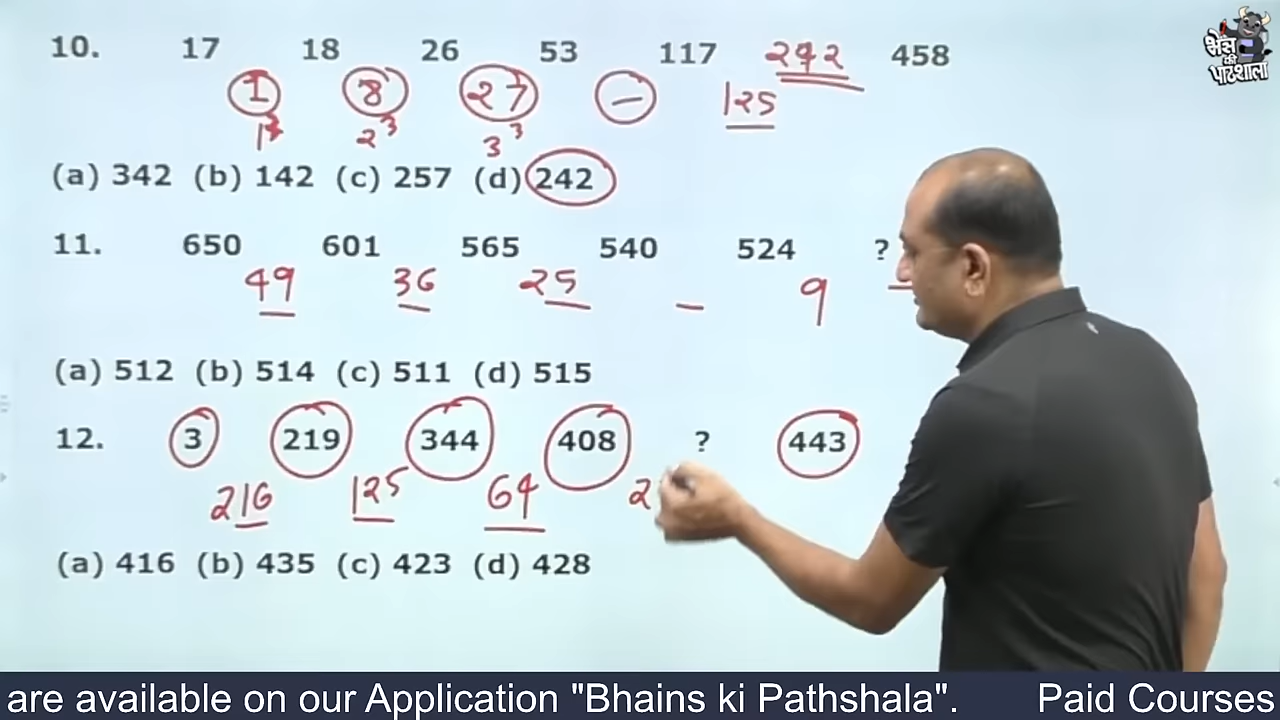 10. 17 18 26 53 117 242 458
1 8 27 – 125
2³ 3³
(a) 342 (b) 142 (c) 257 (d) 242
11. 650 601 565 540 524 ?
49 36 25 – 9
(a) 512 (b) 514 (c) 511 (d) 515
12. 3 219 344 408 ? 443
216 125 64 2
(a) 416 (b) 435 (c) 423 (d) 428
भैंस की पाठशाला
are available on our Application "Bhains ki Pathshala". Paid Courses